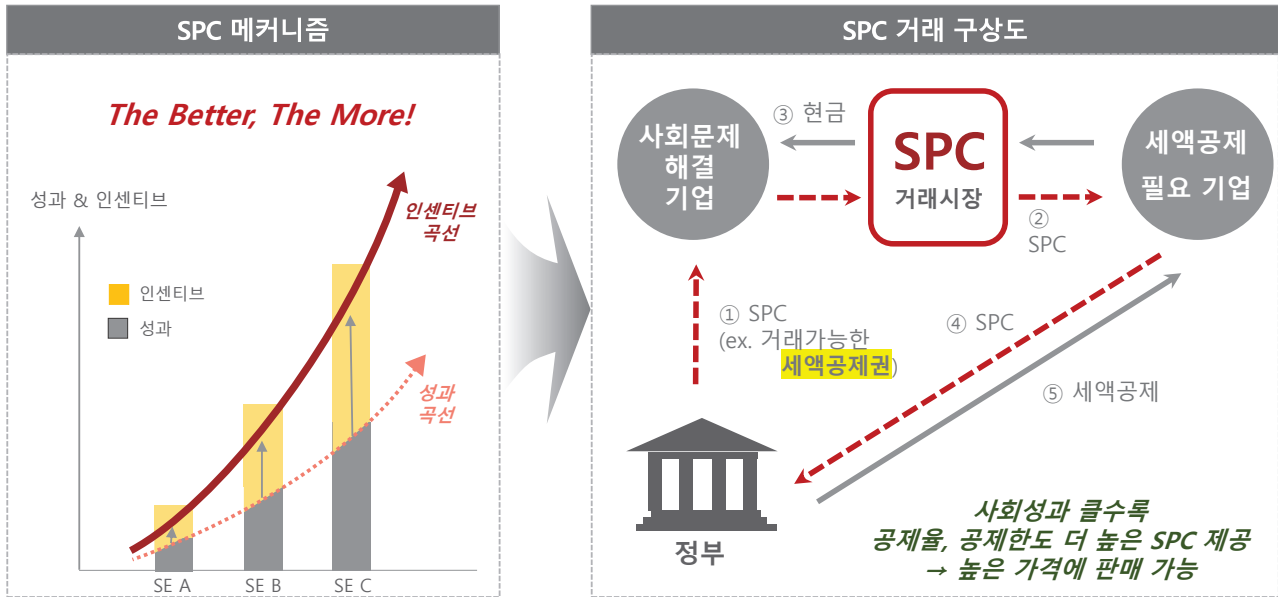 SPC 메커니즘
The Better, The More!
성과 & 인센티브
인센티브
곡선
인센티브
성과
성과
곡선
SE A
SE B
SE C
SPC 거래 구상도
사회문제
해결
기업
③ 현금
SPC
거래시장
세액공제
필요 기업
②
SPC
① SPC
(ex. 거래가능한
세액공제권)
④ SPC
⑤ 세액공제
정부
사회성과 클수록
공제율, 공제한도 더 높은 SPC 제공
→ 높은 가격에 판매 가능